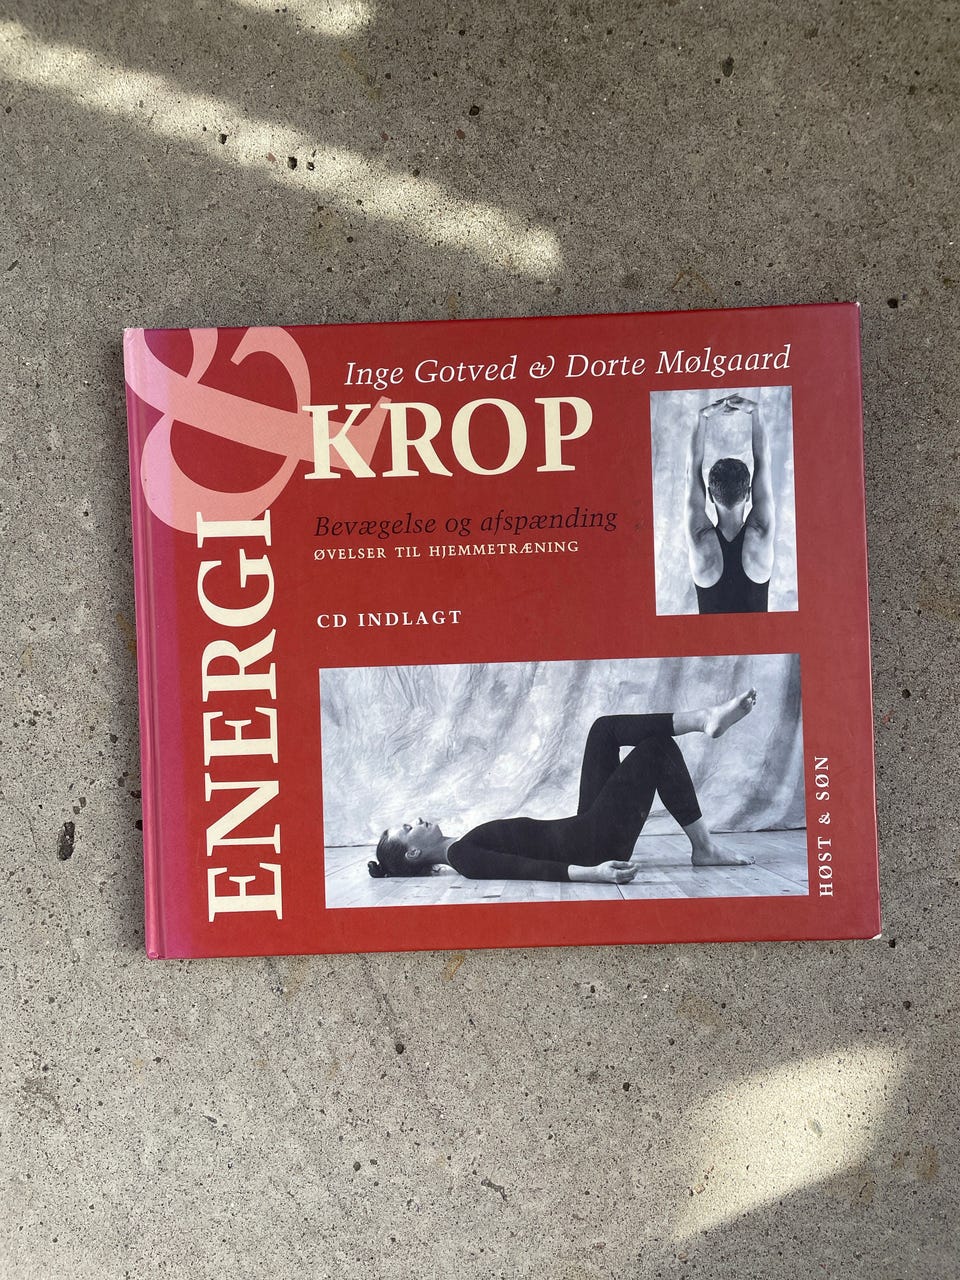 Inge Gotved & Dorte Mølgaard
ENERGI
&
KROP
Bevægelse og afspænding
ØVELSER TIL HJEMMETRÆNING
CD INDLAGT
HØST & SØN